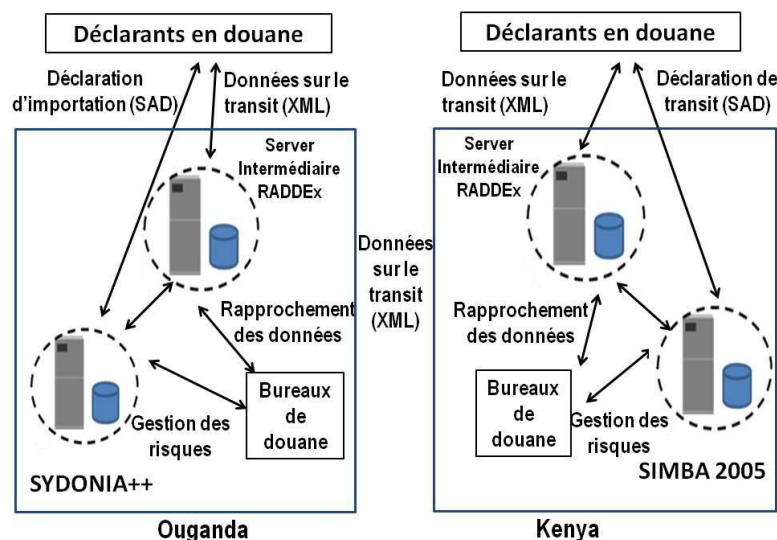 Déclarants en douane
Déclaration
d'importation (SAD)
Données sur le
transit (XML)
Server
Intermédiaire
RADDEx
Rapprochement
des données
Bureaux
de
douane
Gestion des
risques
SYDONIA++
Ouganda
Données
sur le
transit
(XML)
Déclarants en douane
Données sur le
transit (XML)
Déclaration de
transit (SAD)
Server
Intermédiaire
RADDEx
Rapprochement
des données
Bureaux
de
douane
Gestion des
risques
SIMBA 2005
Kenya